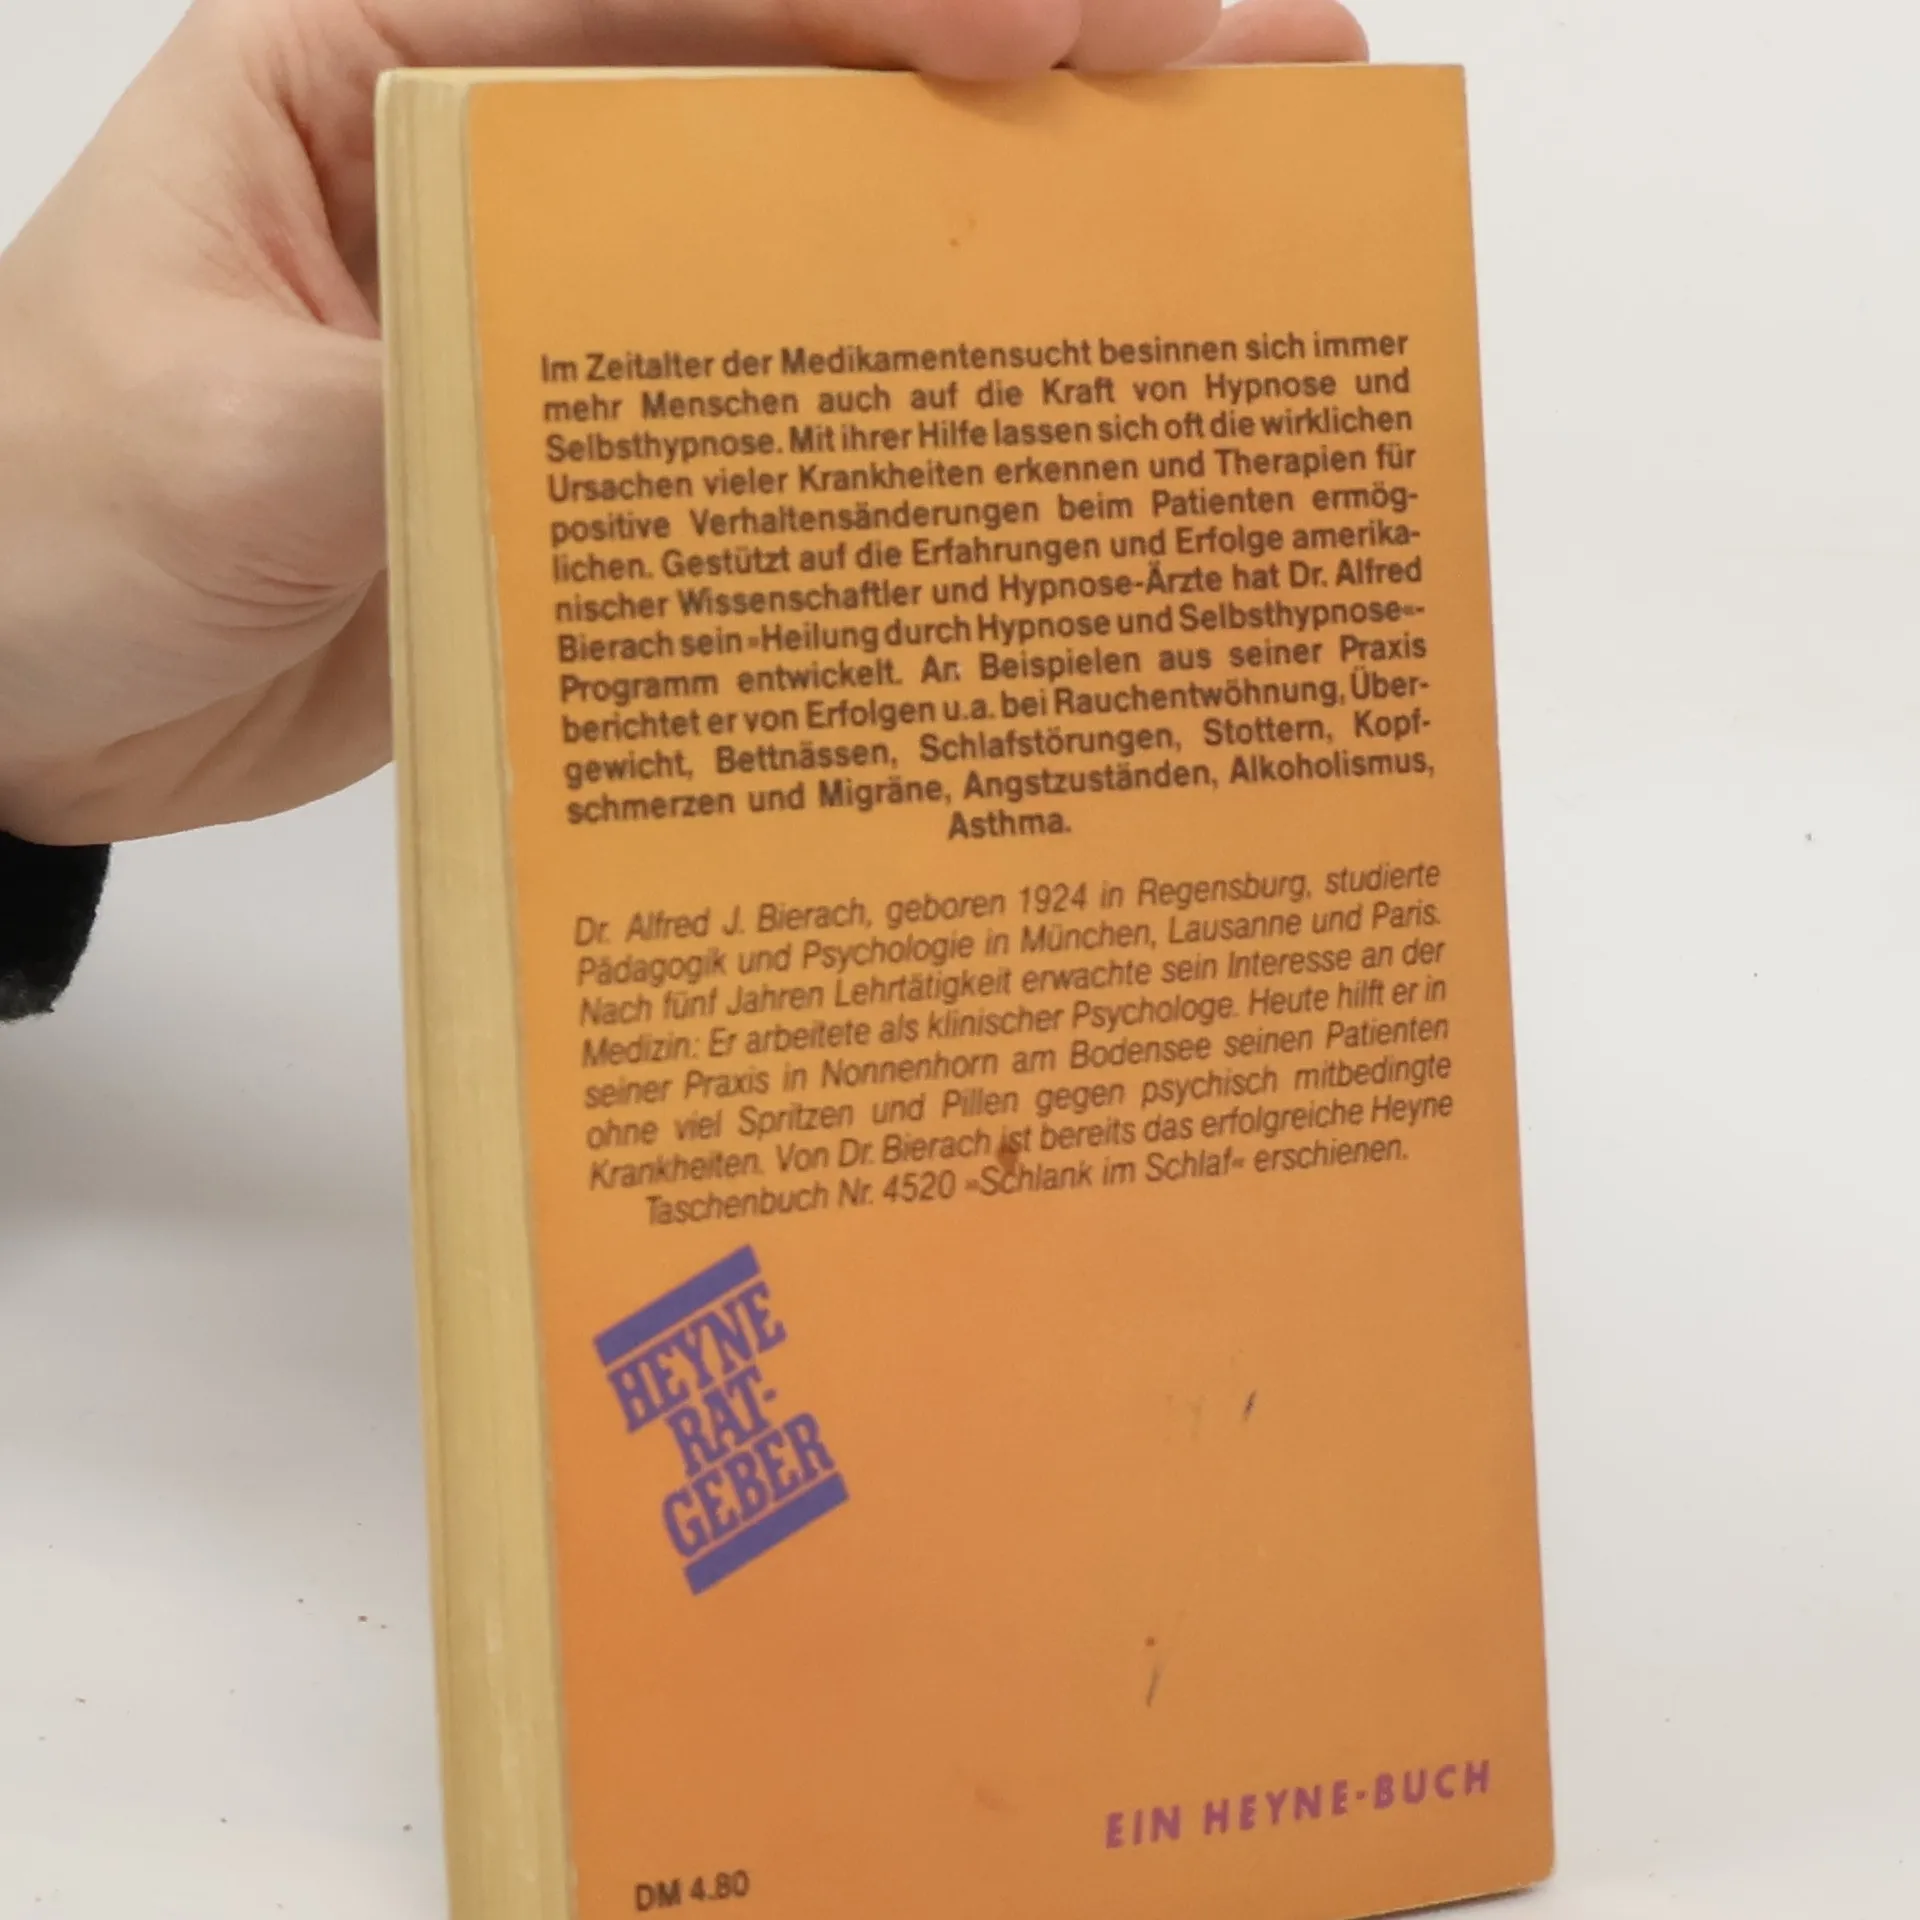 Im Zeitalter der Medikamentensucht besinnen sich immer
mehr Menschen auch auf die Kraft von Hypnose und
Selbsthypnose. Mit ihrer Hilfe lassen sich oft die wirklichen
Ursachen vieler Krankheiten erkennen und Therapien für
positive Verhaltensänderungen beim Patienten ermög-
lichen. Gestützt auf die Erfahrungen und Erfolge amerika-
nischer Wissenschaftler und Hypnose-Ärzte hat Dr. Alfred
Bierach sein »Heilung durch Hypnose und Selbsthypnose«-
Programm entwickelt. An Beispielen aus seiner Praxis
berichtet er von Erfolgen u.a. bei Rauchentwöhnung, Über-
gewicht, Bettnässen, Schlafstörungen, Stottern, Kopf-
schmerzen und Migräne, Angstzuständen, Alkoholismus,
Asthma.
Dr. Alfred J. Bierach, geboren 1924 in Regensburg, studierte
Pädagogik und Psychologie in München, Lausanne und Paris.
Nach fünf Jahren Lehrtätigkeit erwachte sein Interesse an der
Medizin: Er arbeitete als klinischer Psychologe. Heute hilft er in
seiner Praxis in Nonnenhorn am Bodensee seinen Patienten
ohne viel Spritzen und Pillen gegen psychisch mitbedingte
Krankheiten. Von Dr. Bierach ist bereits das erfolgreiche Heyne
Taschenbuch Nr. 4520 »Schlank im Schlaf« erschienen.
HEYNE
RAT-
GEBER
EIN HEYNE-BUCH
DM 4.80